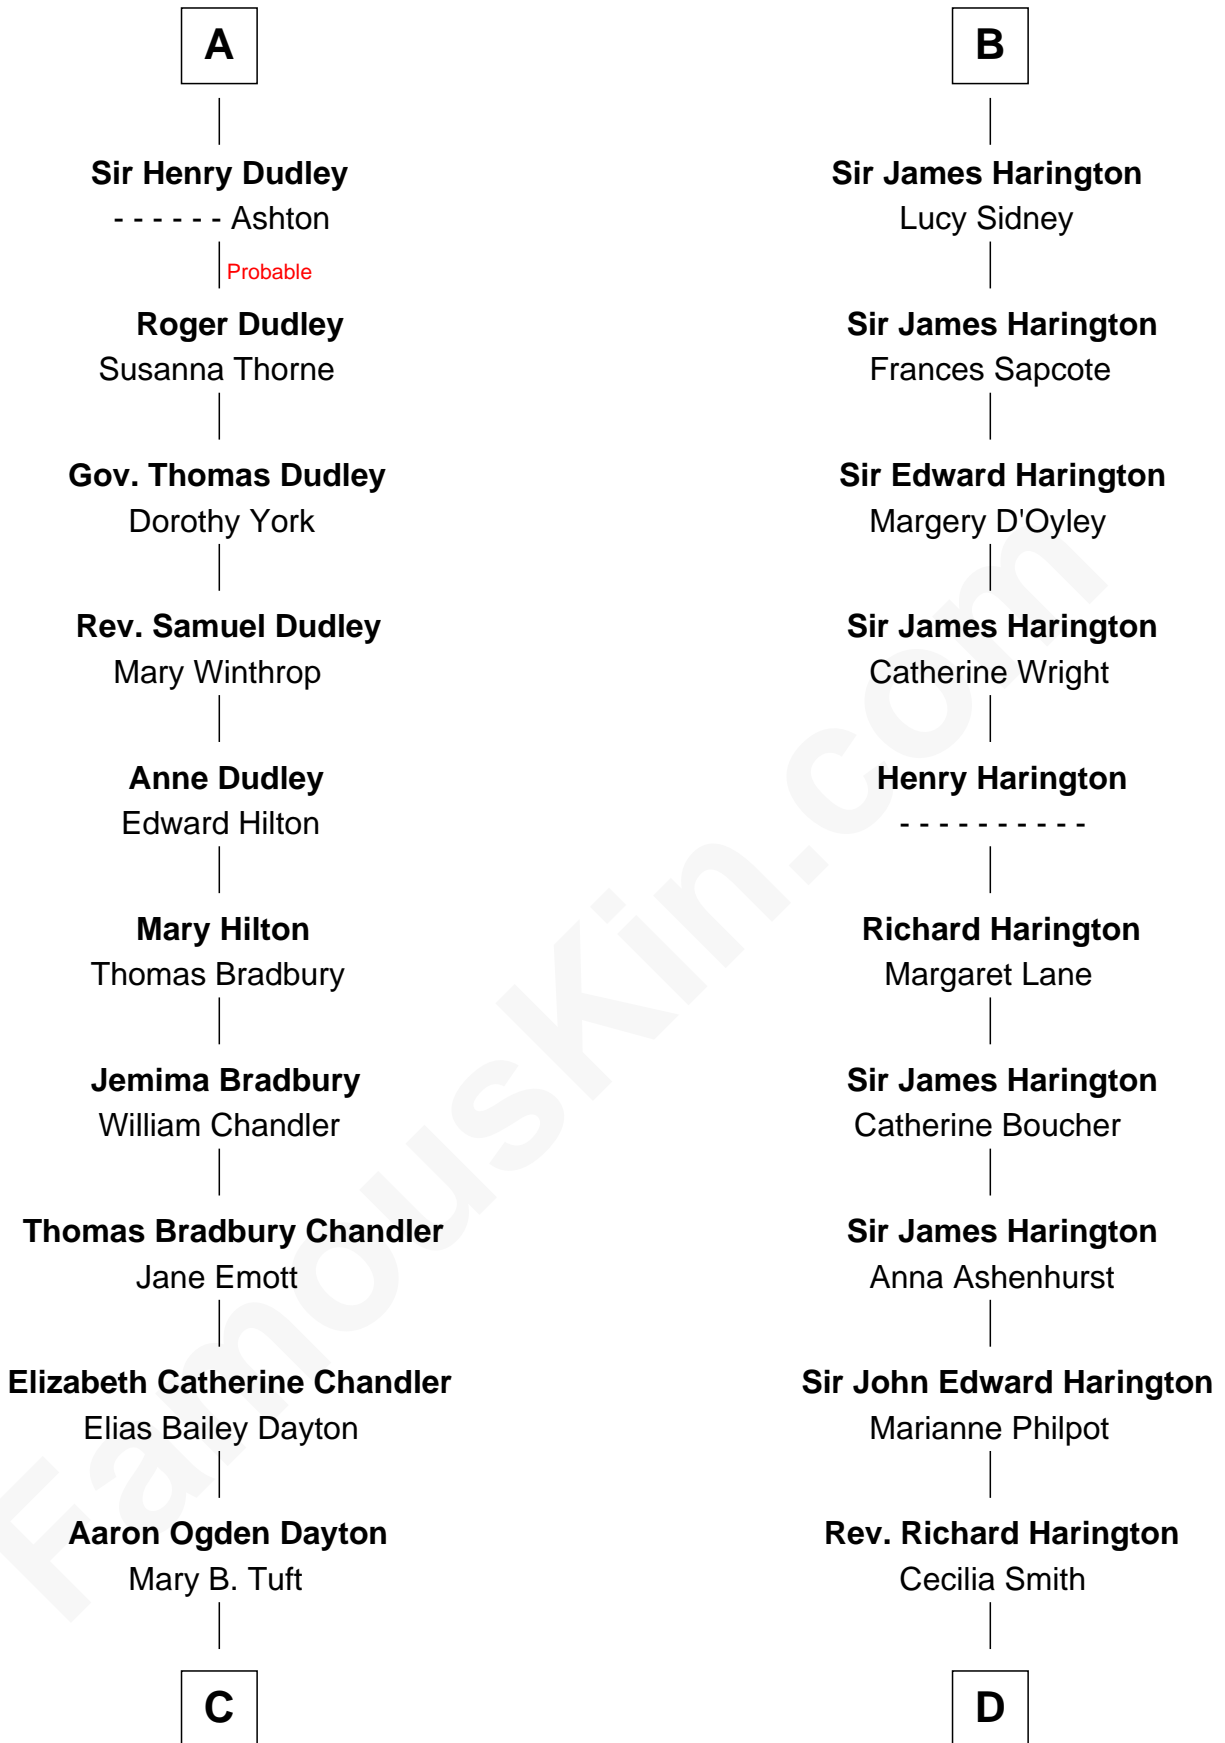 A
Sir Henry Dudley
- - - - - - Ashton
Probable
Roger Dudley
Susanna Thorne
Gov. Thomas Dudley
Dorothy York
Rev. Samuel Dudley
Mary Winthrop
Anne Dudley
Edward Hilton
Mary Hilton
Thomas Bradbury
Jemima Bradbury
William Chandler
Thomas Bradbury Chandler
Jane Emott
Elizabeth Catherine Chandler
Elias Bailey Dayton
Aaron Ogden Dayton
Mary B. Tuft
C
B
Sir James Harington
Lucy Sidney
Sir James Harington
Frances Sapcote
Sir Edward Harington
Margery D'Oyley
Sir James Harington
Catherine Wright
Henry Harington
- - - - - - - - - -
Richard Harington
Margaret Lane
Sir James Harington
Catherine Boucher
Sir James Harington
Anna Ashenhurst
Sir John Edward Harington
Marianne Philpot
Rev. Richard Harington
Cecilia Smith
D
FamousKin.com